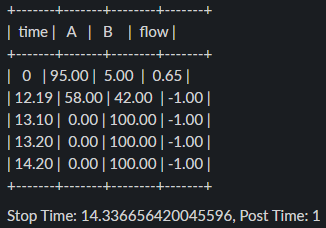 +-------+-------+--------+-------+
| time | A | B | flow |
+-------+-------+--------+-------+
| 0 | 95.00 | 5.00 | 0.65 |
| 12.19 | 58.00 | 42.00 | -1.00 |
| 13.10 | 0.00 | 100.00 | -1.00 |
| 13.20 | 0.00 | 100.00 | -1.00 |
| 14.20 | 0.00 | 100.00 | -1.00 |
+-------+-------+--------+-------+
Stop Time: 14.336656420045596, Post Time: 1